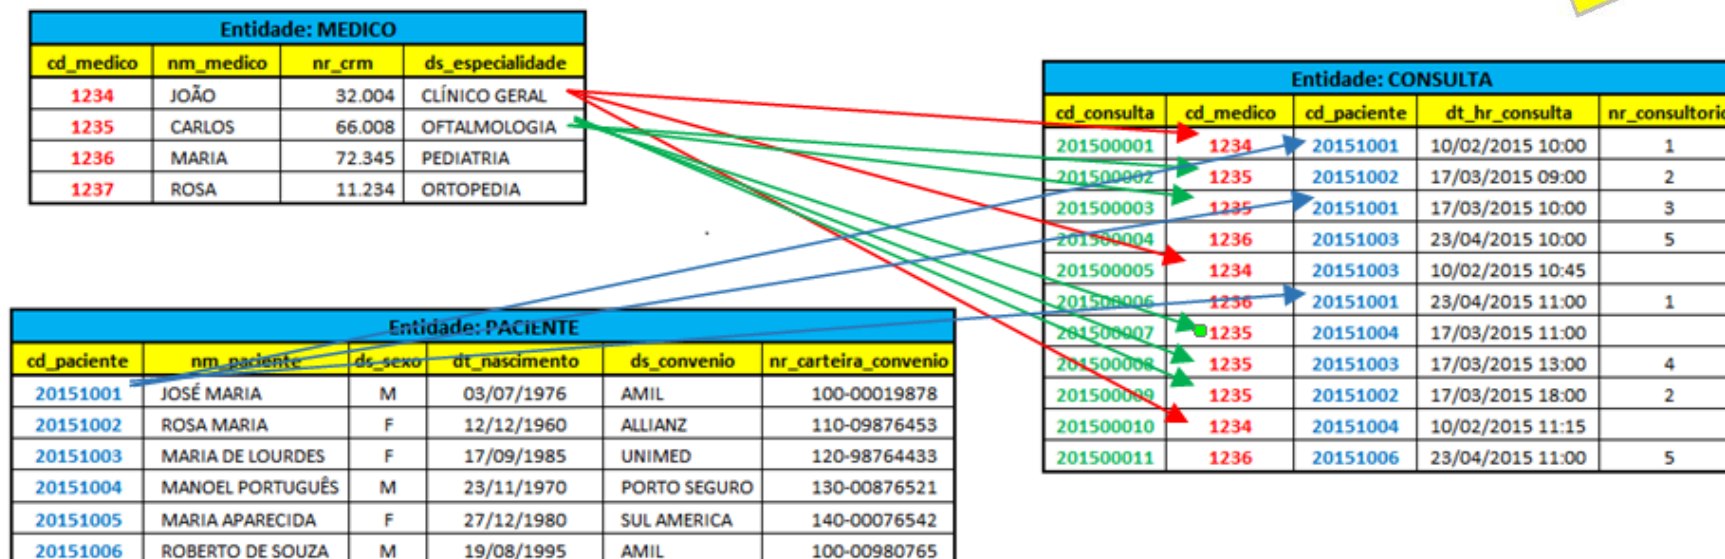 Entidade: MEDICO
cd_medico nm_medico nr_crm ds_especialidade
1234 JOÃO 32.004 CLÍNICO GERAL
1235 CARLOS 66.008 OFTALMOLOGIA
1236 MARIA 72.345 PEDIATRIA
1237 ROSA 11.234 ORTOPEDIA
Entidade: CONSULTA
cd_consulta cd_medico cd_paciente dt_hr_consulta nr_consultorio
201500001 1234 20151001 10/02/2015 10:00 1
201500002 1235 20151002 17/03/2015 09:00 2
201500003 1235 20151001 17/03/2015 10:00 3
201500004 1236 20151003 23/04/2015 10:00 5
201500005 1234 20151003 10/02/2015 10:45
201500006 1236 20151001 23/04/2015 11:00 1
201500007 1235 20151004 17/03/2015 11:00
201500008 1235 20151003 17/03/2015 13:00 4
201500009 1235 20151002 17/03/2015 18:00 2
201500010 1234 20151004 10/02/2015 11:15
201500011 1236 20151006 23/04/2015 11:00 5
Entidade: PACIENTE
cd_paciente nm_paciente ds_sexo dt_nascimento ds_convenio nr_carteira_convenio
20151001 JOSÉ MARIA M 03/07/1976 AMIL 100-00019878
20151002 ROSA MARIA F 12/12/1960 ALLIANZ 110-09876453
20151003 MARIA DE LOURDES F 17/09/1985 UNIMED 120-98764433
20151004 MANOEL PORTUGUÊS M 23/11/1970 PORTO SEGURO 130-00876521
20151005 MARIA APARECIDA F 27/12/1980 SUL AMERICA 140-00076542
20151006 ROBERTO DE SOUZA M 19/08/1995 AMIL 100-00980765